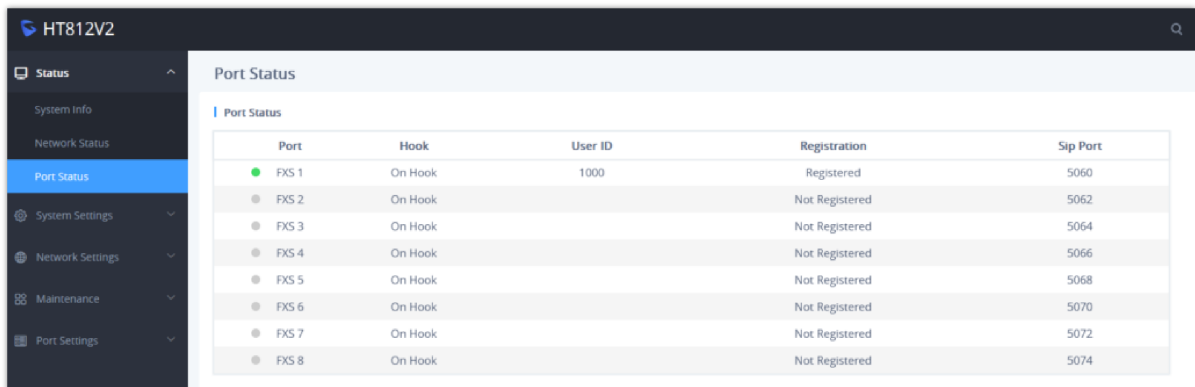 HT812V2
Status
System Info
Network Status
Port Status
System Settings
Network Settings
Maintenance
Port Settings
Port Status
Port Status
Port Hook User ID Registration Sip Port
FXS 1 On Hook 1000 Registered 5060
FXS 2 On Hook Not Registered 5062
FXS 3 On Hook Not Registered 5064
FXS 4 On Hook Not Registered 5066
FXS 5 On Hook Not Registered 5068
FXS 6 On Hook Not Registered 5070
FXS 7 On Hook Not Registered 5072
FXS 8 On Hook Not Registered 5074